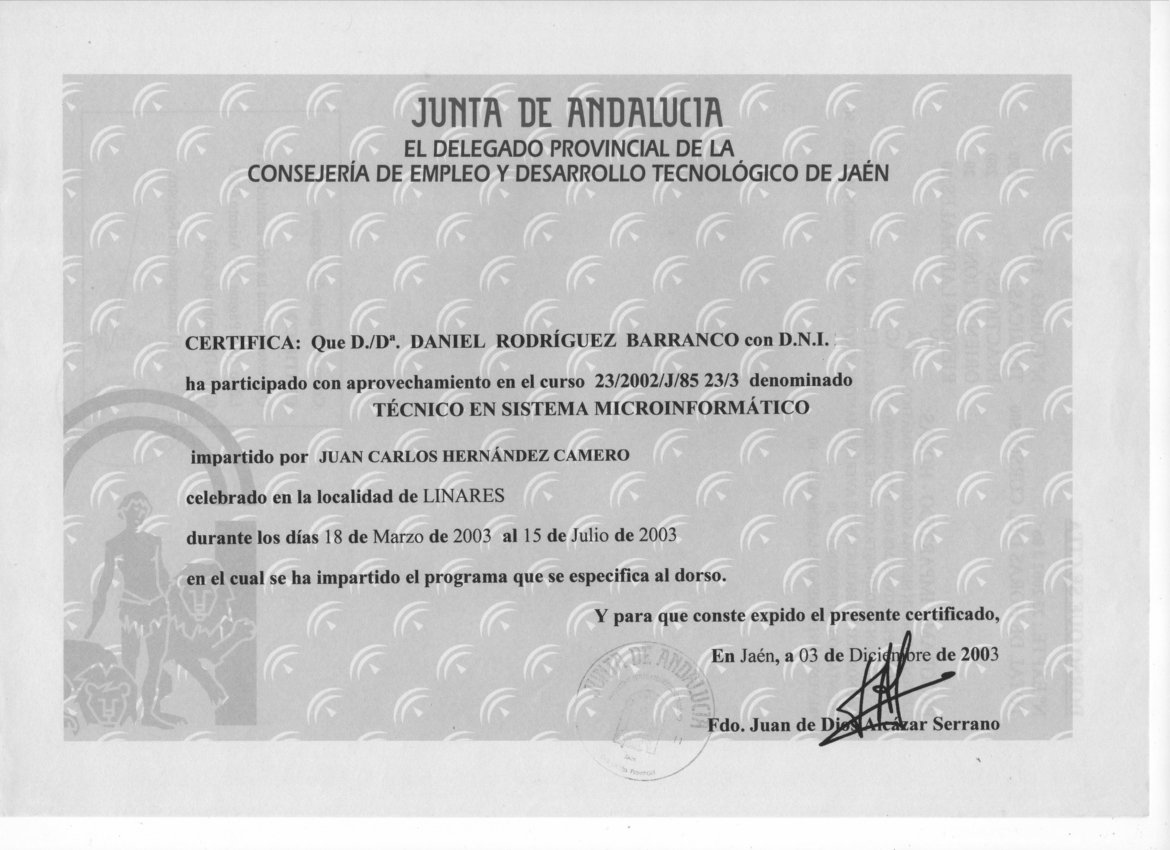 JUNTA DE ANDALUCIA
EL DELEGADO PROVINCIAL DE LA
CONSEJERÍA DE EMPLEO Y DESARROLLO TECNOLÓGICO DE JAÉN
CERTIFICA: Que D./Dª. DANIEL RODRÍGUEZ BARRANCO con D.N.I.
ha participado con aprovechamiento en el curso 23/2002/J/85 23/3 denominado
TÉCNICO EN SISTEMA MICROINFORMÁTICO
impartido por JUAN CARLOS HERNÁNDEZ CAMERO
celebrado en la localidad de LINARES
durante los días 18 de Marzo de 2003 al 15 de Julio de 2003
en el cual se ha impartido el programa que se especifica al dorso.
Y para que conste expido el presente certificado,
En Jaén, a 03 de Diciembre de 2003
JUNTA DE ANDALUCIA
Fdo. Juan de Dios Alcázar Serrano